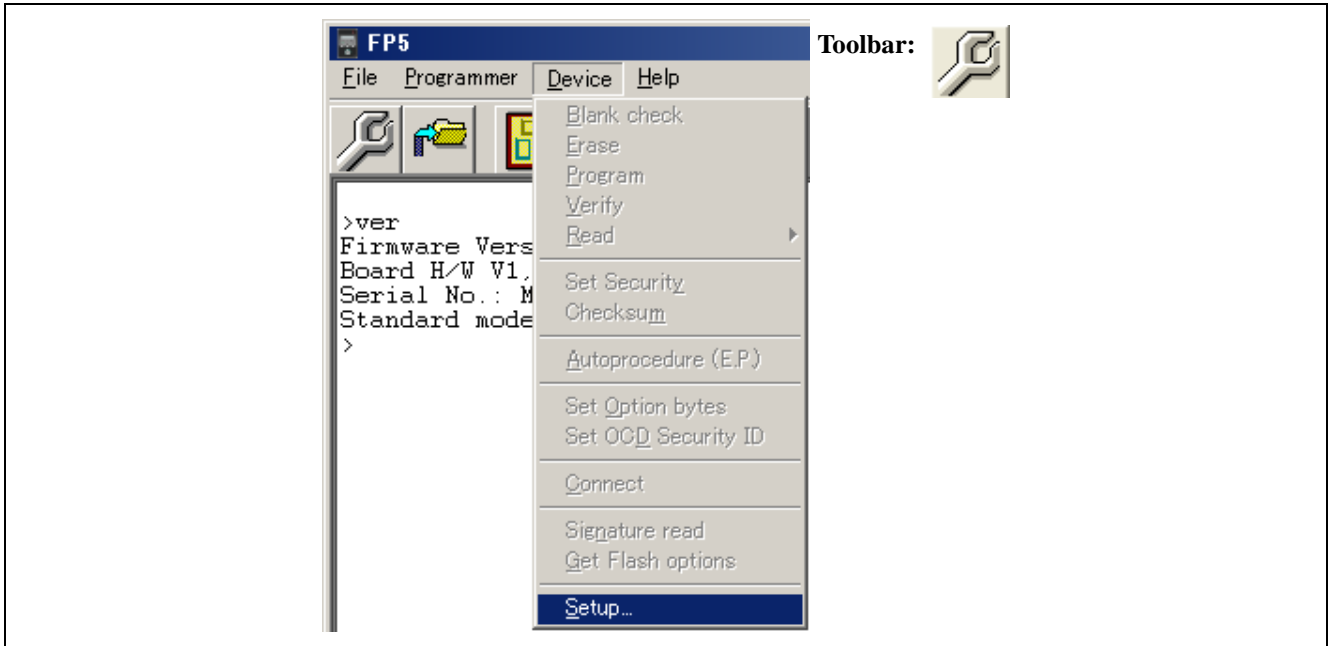 FP5
Toolbar:
File Programmer Device Help
Blank check
Erase
Program
Verify
Read
Set Security
Checksum
Autoprocedure (E.P.)
Set Option bytes
Set OCD Security ID
Connect
Signature read
Get Flash options
Setup...
>ver
Firmware Vers
Board H/W V1,
Serial No.: M
Standard mode
>